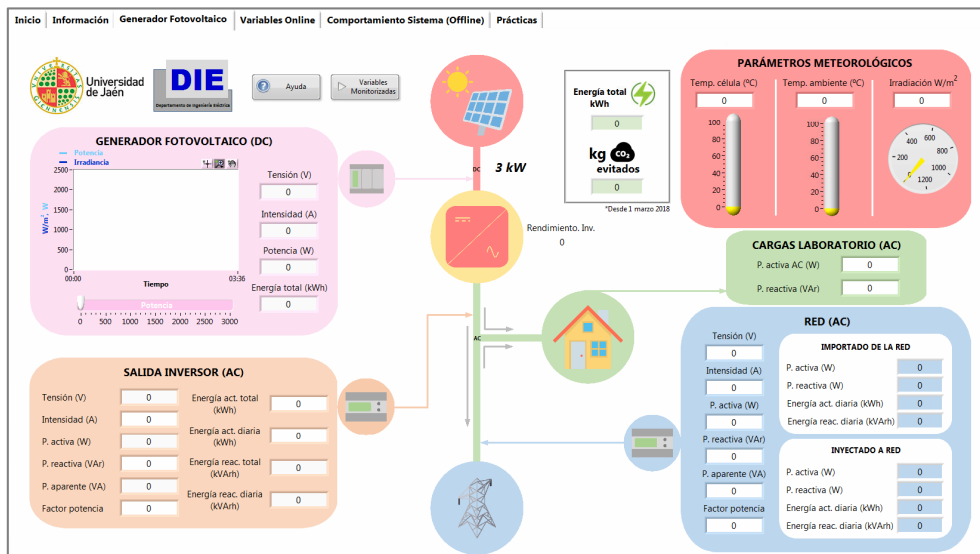 Inicio Información Generador Fotovoltaico Variables Online Comportamiento Sistema (Offline) Prácticas
UNIVERSITAS
GIENNENSIS
Universidad
de Jaén
DIE
Departamento de Ingeniería Eléctrica
Ayuda
Variables
Monitorizadas
GENERADOR FOTOVOLTAICO (DC)
Potencia
Irradiancia
W/m², W
2500
2000
1500
1000
500
0
00:00
03:36
Tiempo
Potencia
0 500 1000 1500 2000 2500 3000
Tensión (V)
0
Intensidad (A)
0
Potencia (W)
0
Energía total (kWh)
0
DC
3 kW
Rendimiento. Inv.
0
AC
Energía total
kWh
0
kg CO₂
evitados
0
*Desde 1 marzo 2018
PARÁMETROS METEOROLÓGICOS
Temp. célula (ºC)
0
100
80
60
40
20
0
Temp. ambiente (ºC)
0
100
80
60
40
20
0
Irradiación W/m²
0
0
200
400
600
800
1000
1200
CARGAS LABORATORIO (AC)
P. activa AC (W) 0
P. reactiva (VAr) 0
SALIDA INVERSOR (AC)
Tensión (V) 0
Intensidad (A) 0
P. activa (W) 0
P. reactiva (VAr) 0
P. aparente (VA) 0
Factor potencia 0
Energía act. total
(kWh)
0
Energía act. diaria
(kWh)
0
Energía reac. total
(kVArh)
0
Energía reac. diaria
(kVArh)
0
RED (AC)
Tensión (V)
0
Intensidad (A)
0
P. activa (W)
0
P. reactiva (VAr)
0
P. aparente (VA)
0
Factor potencia
0
IMPORTADO DE LA RED
P. activa (W) 0
P. reactiva (W) 0
Energía act. diaria (kWh) 0
Energía reac. diaria (kVArh) 0
INYECTADO A RED
P. activa (W) 0
P. reactiva (W) 0
Energía act. diaria (kWh) 0
Energía reac. diaria (kVArh) 0